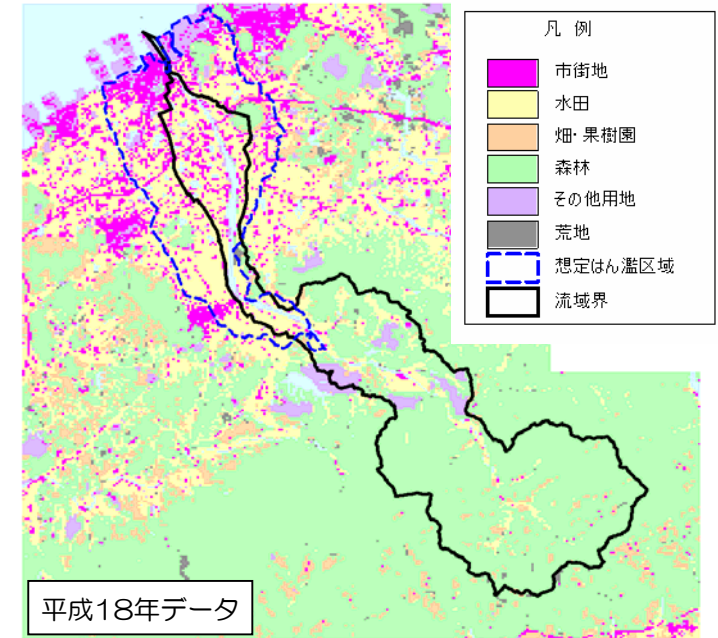 凡 例
市街地
水田
畑・果樹園
森林
その他用地
荒地
想定はん濫区域
流域界
平成18年データ